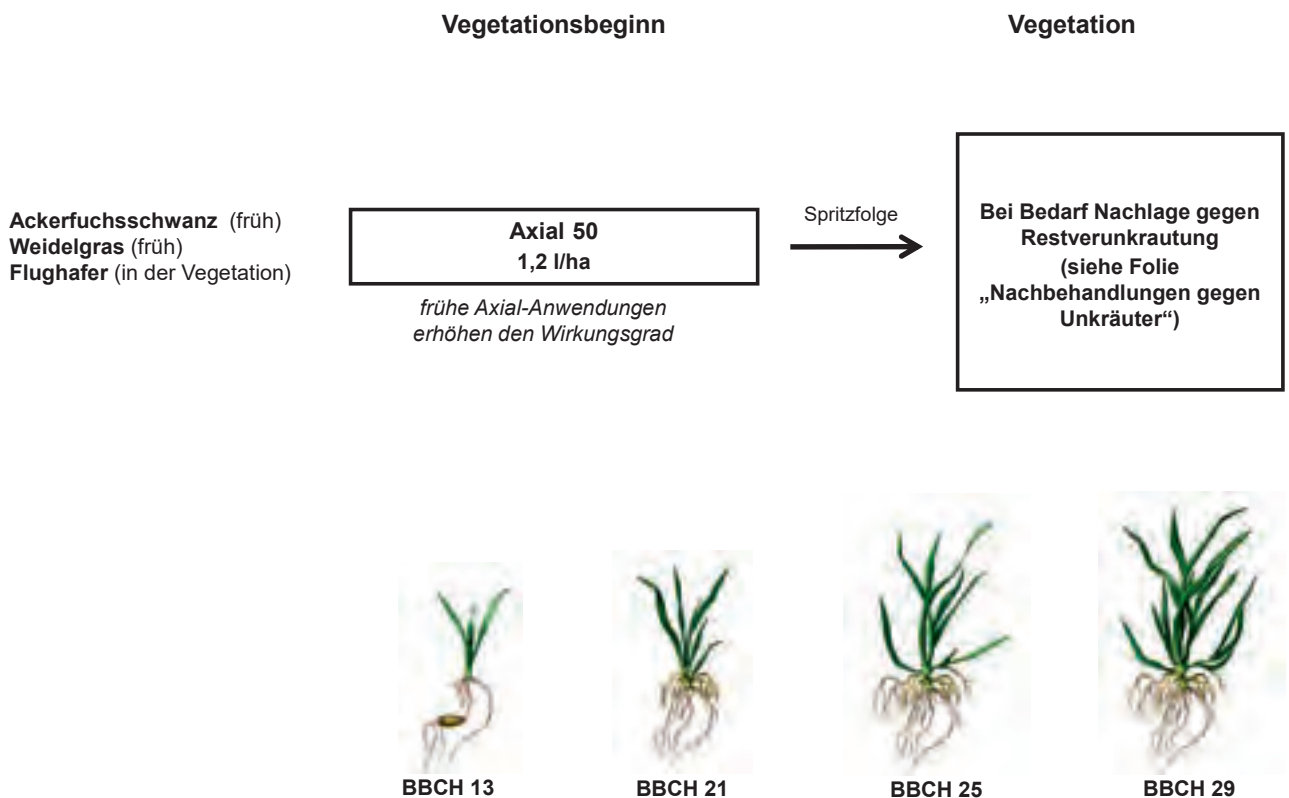 Vegetationsbeginn
Vegetation
Ackerfuchsschwanz (früh)
Weidelgras (früh)
Flughafer (in der Vegetation)
Axial 50
1,2 l/ha
frühe Axial-Anwendungen
erhöhen den Wirkungsgrad
Spritzfolge
Bei Bedarf Nachlage gegen
Restverunkrautung
(siehe Folie
„Nachbehandlungen gegen
Unkräuter“)
BBCH 13
BBCH 21
BBCH 25
BBCH 29